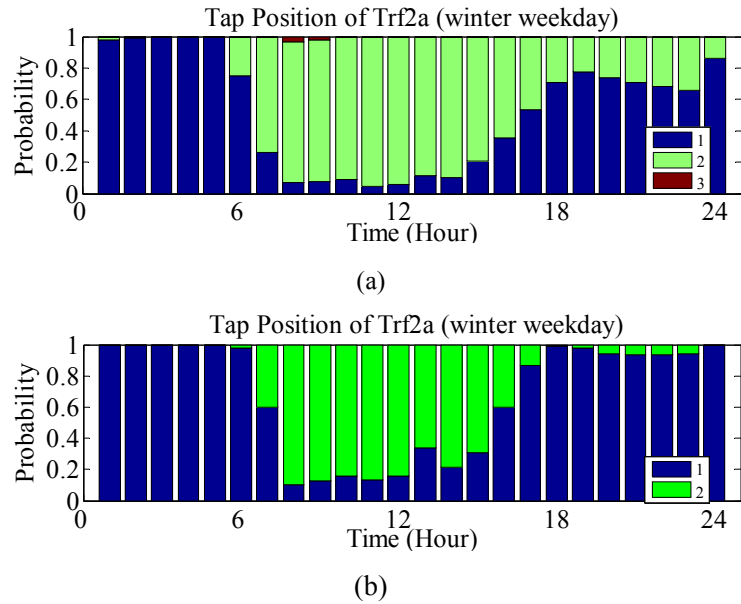 Tap Position of Trf2a (winter weekday)
1
0.8
0.6
0.4
0.2
0
Probability
1
2
3
0 6 12 18 24
Time (Hour)
(a)
Tap Position of Trf2a (winter weekday)
1
0.8
0.6
0.4
0.2
0
Probability
1
2
0 6 12 18 24
Time (Hour)
(b)